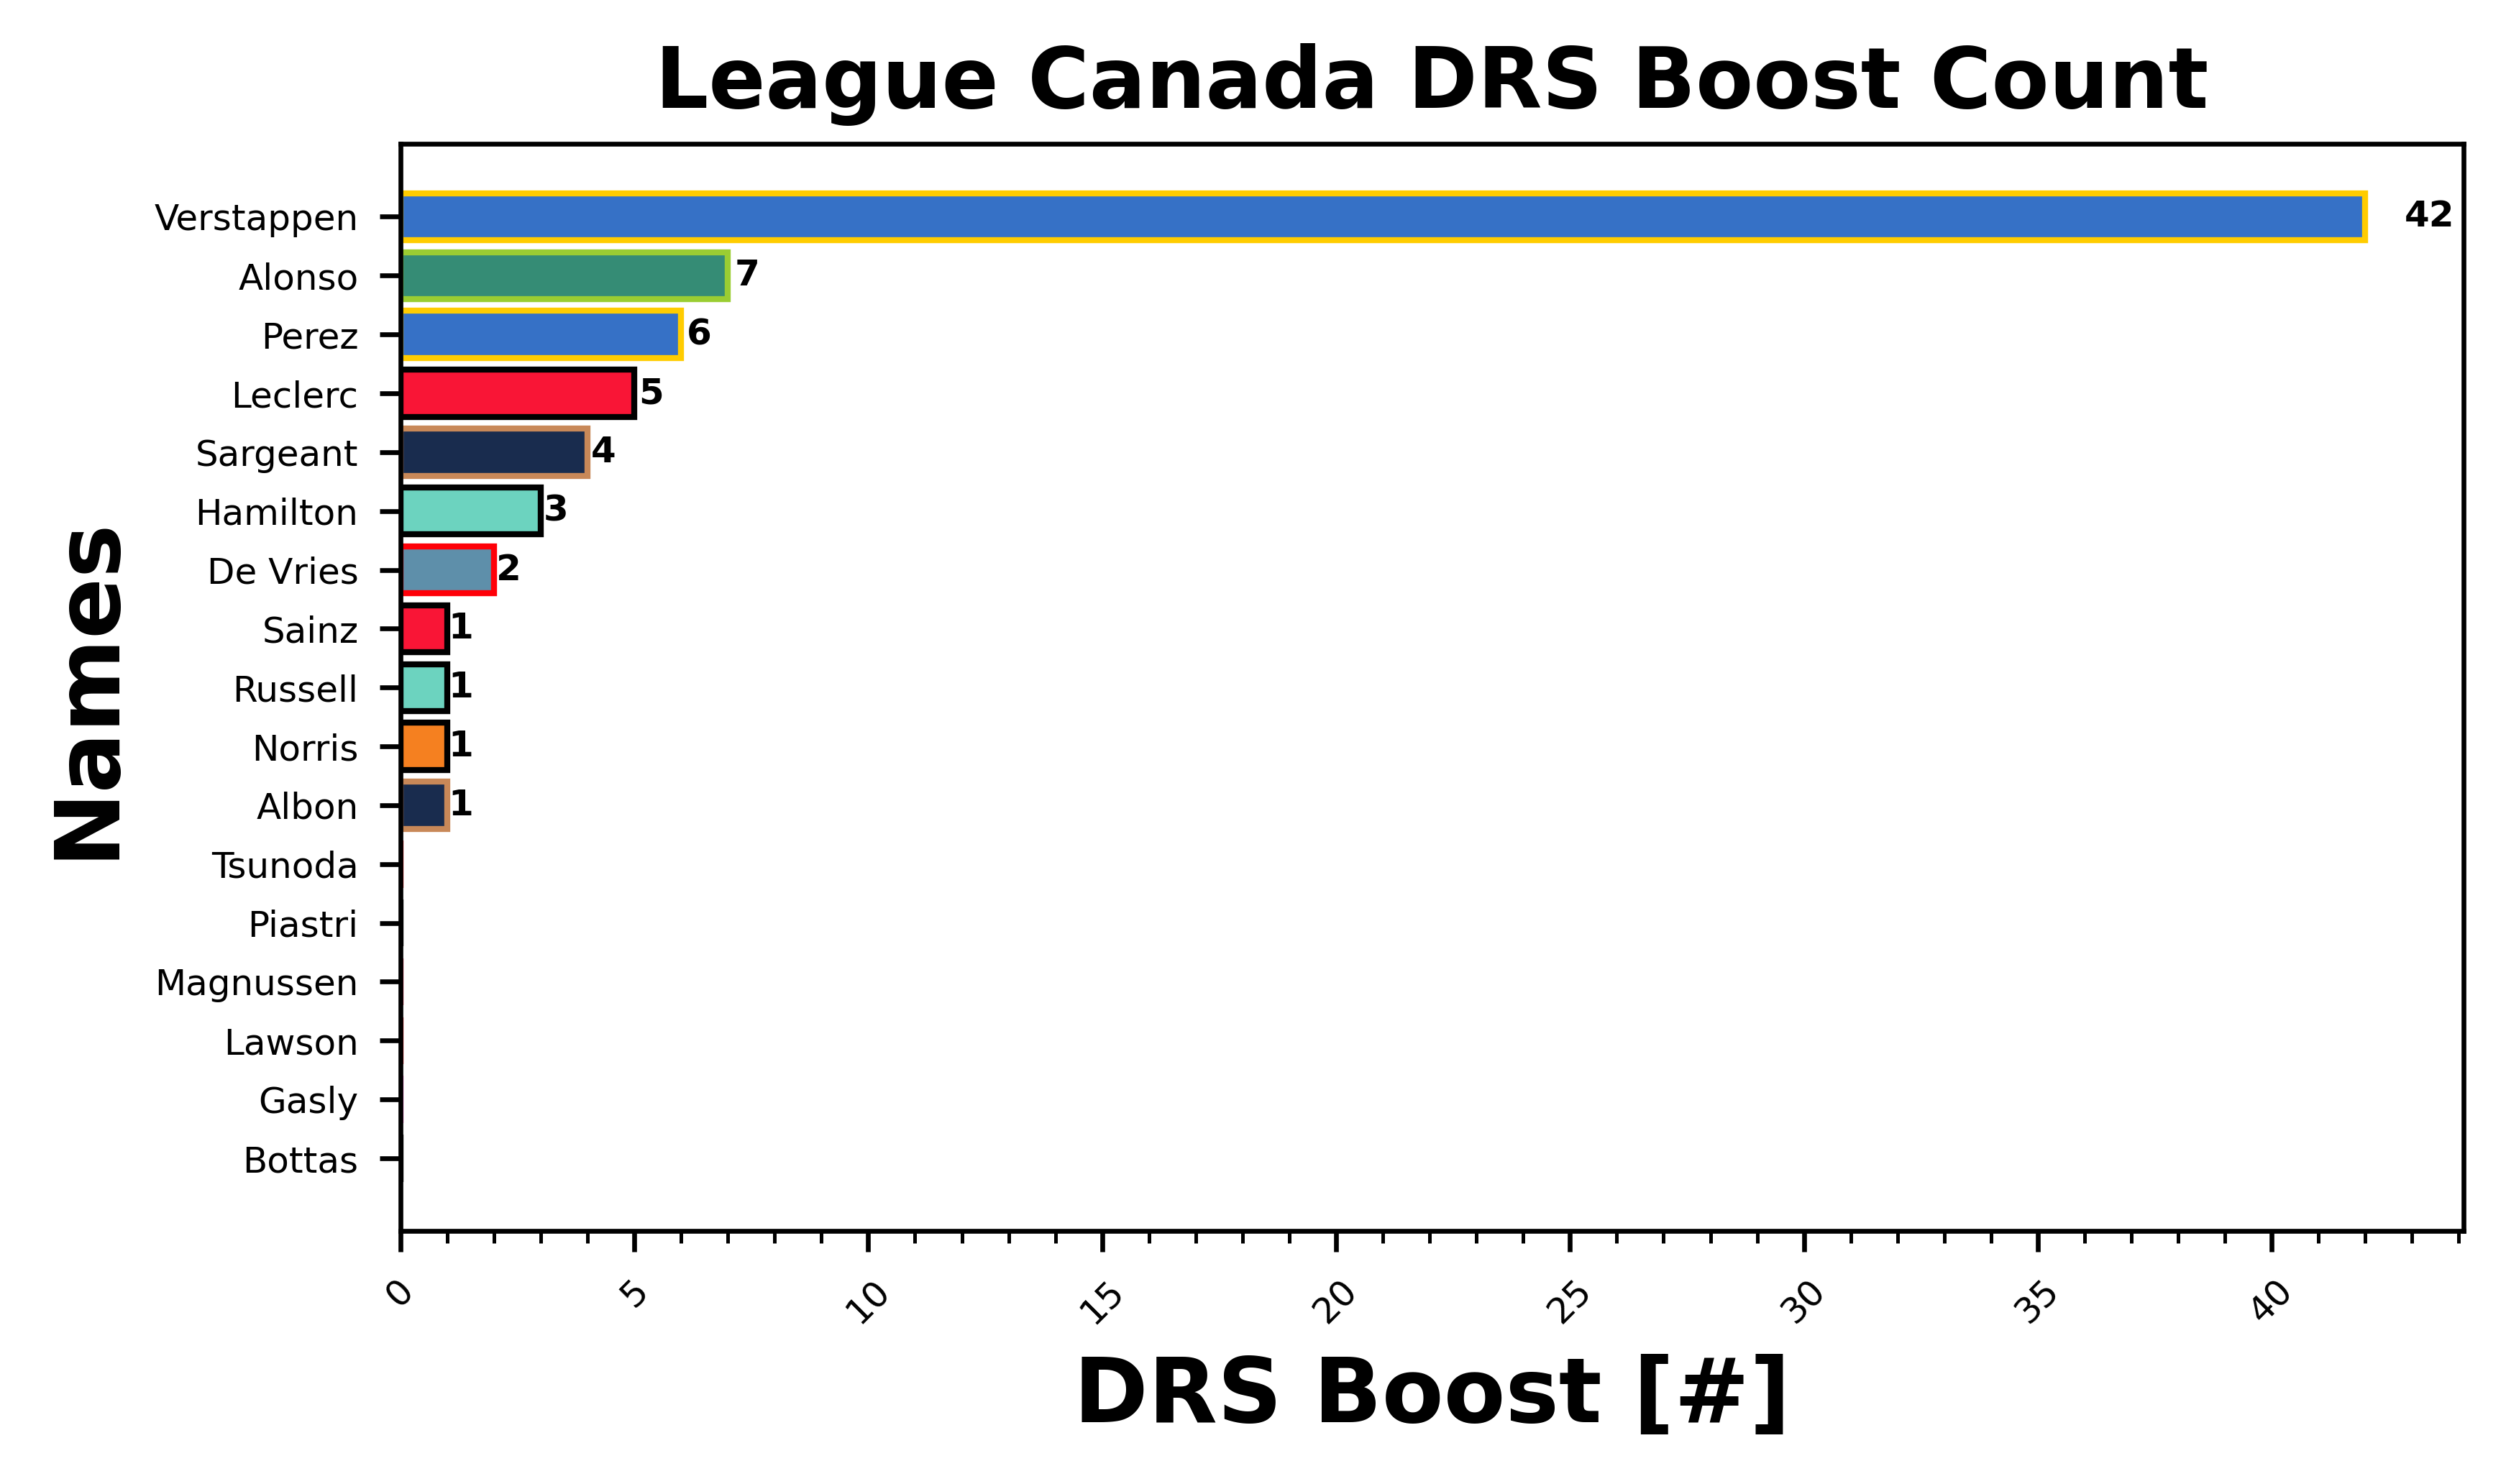 League Canada DRS Boost Count
Names
Verstappen 42
Alonso 7
Perez 6
Leclerc 5
Sargeant 4
Hamilton 3
De Vries 2
Sainz 1
Russell 1
Norris 1
Albon 1
Tsunoda
Piastri
Magnussen
Lawson
Gasly
Bottas
0 5 10 15 20 25 30 35 40
DRS Boost [#]